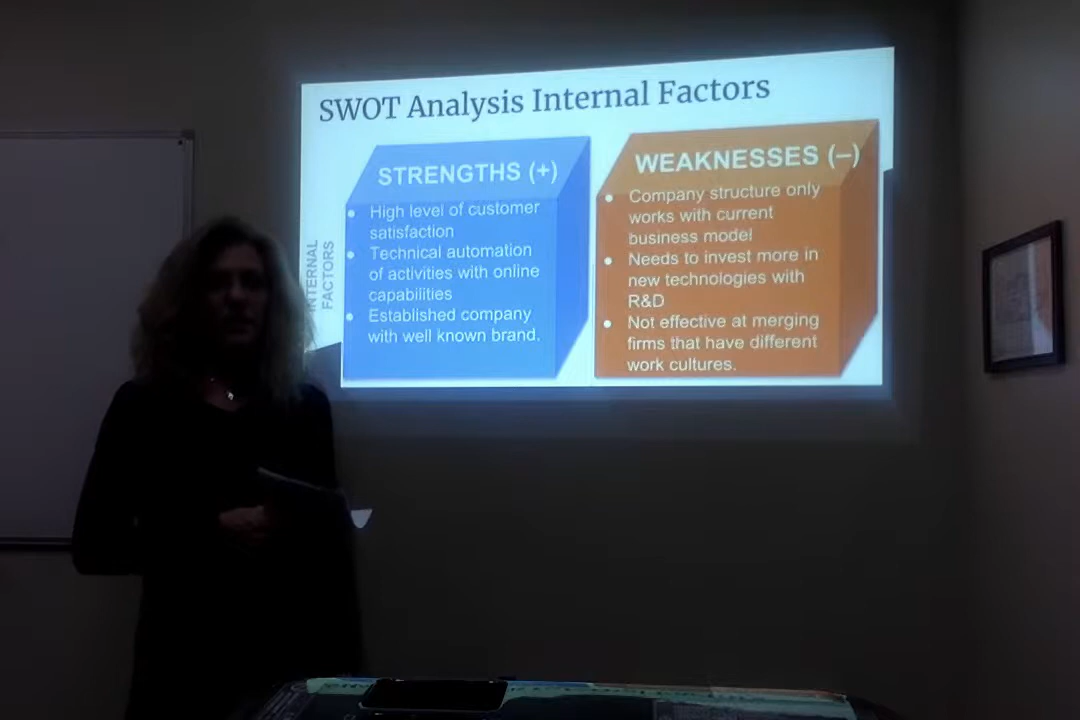 SWOT Analysis Internal Factors
STRENGTHS (+)
• High level of customer
satisfaction
• Technical automation
of activities with online
capabilities
• Established company
with well known brand.
WEAKNESSES (–)
• Company structure only
works with current
business model
• Needs to invest more in
new technologies with
R&D
• Not effective at merging
firms that have different
work cultures.
INTERNAL
FACTORS